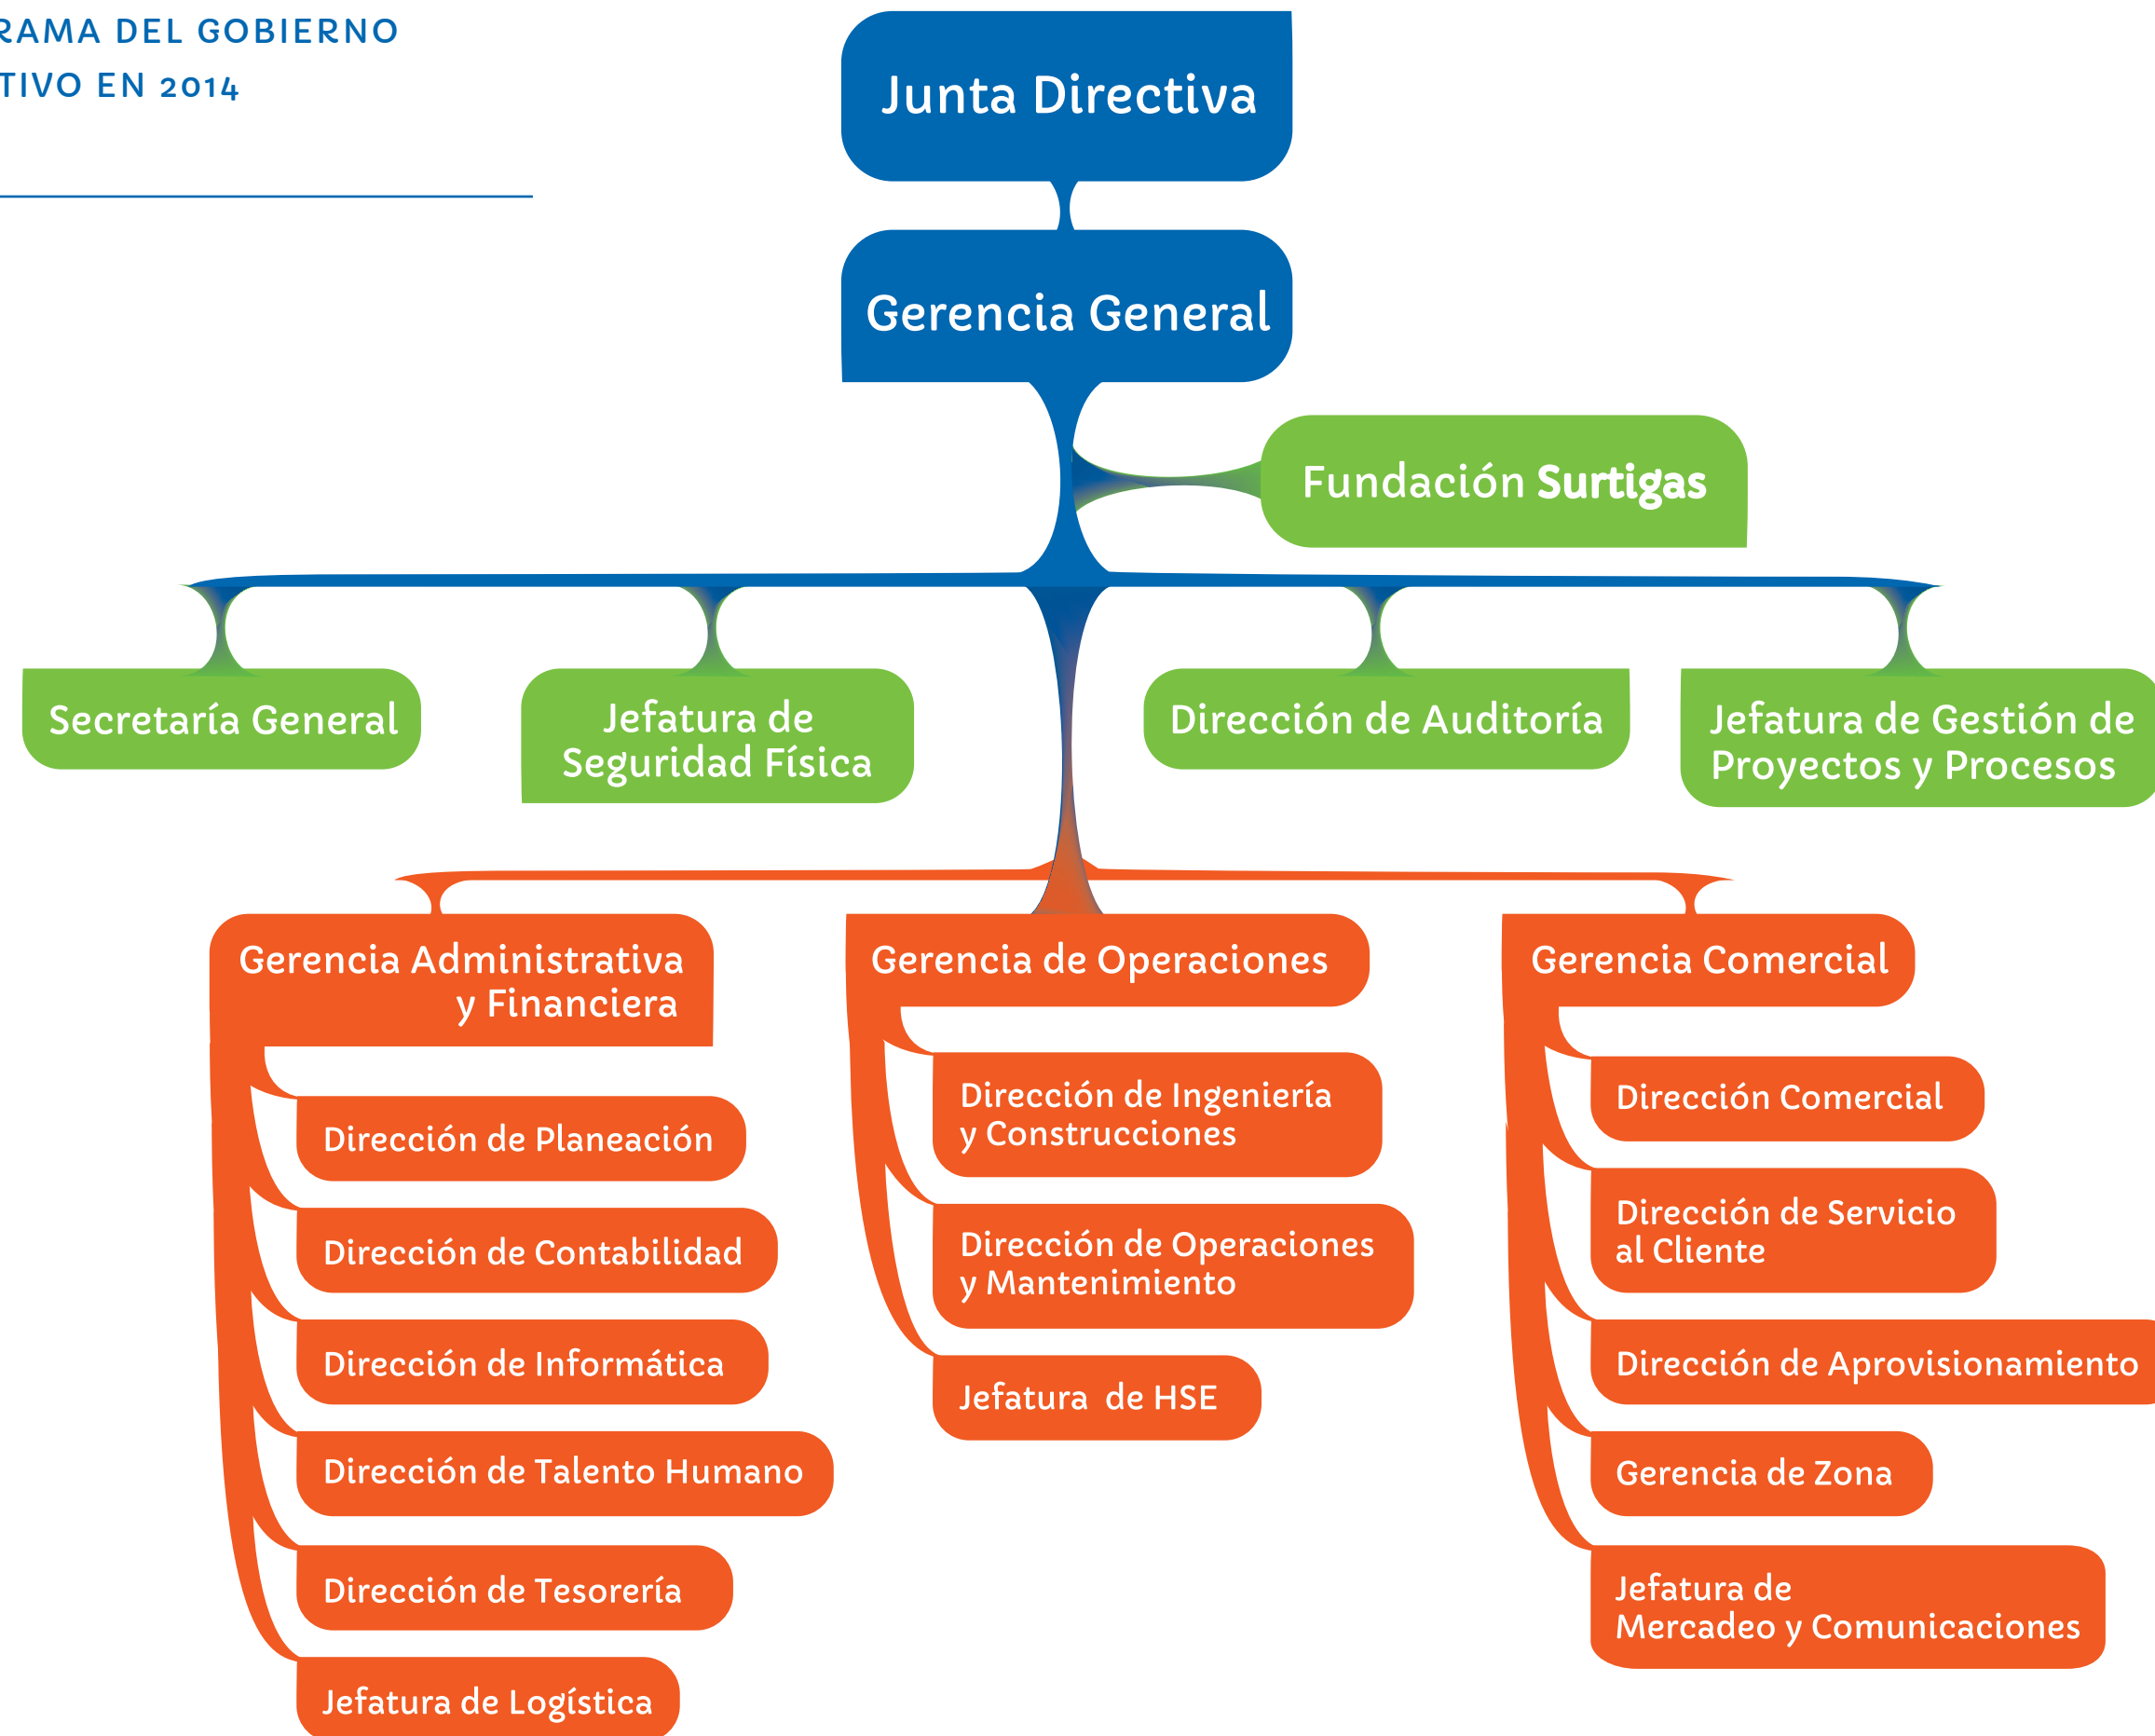 RAMA DEL GOBIERNO
TIVO EN 2014
Junta Directiva
Gerencia General
Fundación Surtigas
Secretaría General
Jefatura de
Seguridad Física
Dirección de Auditoría
Jefatura de Gestión de
Proyectos y Procesos
Gerencia Administrativa
y Financiera
Dirección de Planeación
Dirección de Contabilidad
Dirección de Informática
Dirección de Talento Humano
Dirección de Tesorería
Jefatura de Logística
Gerencia de Operaciones
Dirección de Ingeniería
y Construcciones
Dirección de Operaciones
y Mantenimiento
Jefatura de HSE
Gerencia Comercial
Dirección Comercial
Dirección de Servicio
al Cliente
Dirección de Aprovisionamiento
Gerencia de Zona
Jefatura de
Mercadeo y Comunicaciones